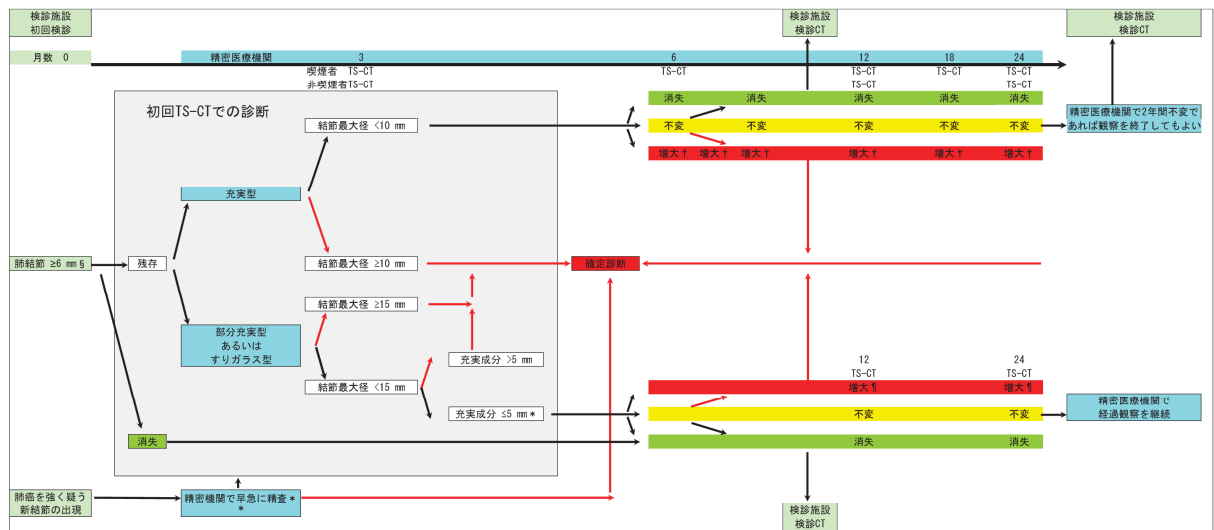 検診施設
初回検診
検診施設
検診CT
検診施設
検診CT
月数 0
精密医療機関 3 6 12 18 24
喫煙者 TS-CT
TS-CT
TS-CT
TS-CT
TS-CT
非喫煙者TS-CT
TS-CT
TS-CT
初回TS-CTでの診断
消失 消失 消失 消失 消失
結節最大径 <10 mm
不変 不変 不変 不変 不変
精密医療機関で2年間不変で
あれば観察を終了してもよい
増大† 増大† 増大† 増大† 増大† 増大†
充実型
肺結節 ≥6 mm§
残存
結節最大径 ≥10 mm
確定診断
結節最大径 ≥15 mm
部分充実型
あるいは
すりガラス型
充実成分 >5 mm
12
TS-CT
24
TS-CT
結節最大径 <15 mm
増大¶ 増大¶
充実成分 ≤5 mm*
不変 不変
精密医療機関で
経過観察を継続
消失
消失 消失
肺癌を強く疑う
新結節の出現
精密機関で早急に精査*
*
検診施設
検診CT